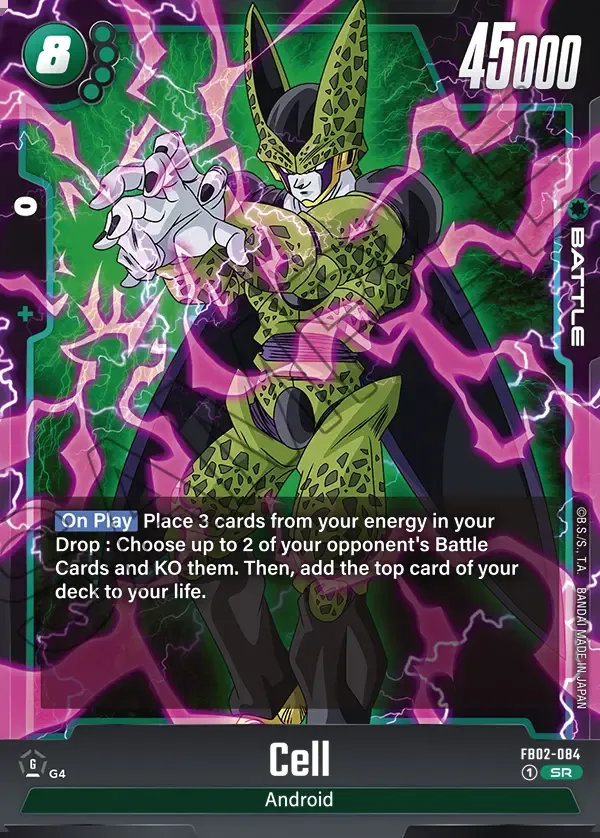 8
45000
0
+
BATTLE
On Play Place 3 cards from your energy in your
Drop : Choose up to 2 of your opponent's Battle
Cards and KO them. Then, add the top card of your
deck to your life.
©B.S./S., T.A. BANDAI MADE IN JAPAN
G
G4
Cell
FB02-084
1 SR
Android